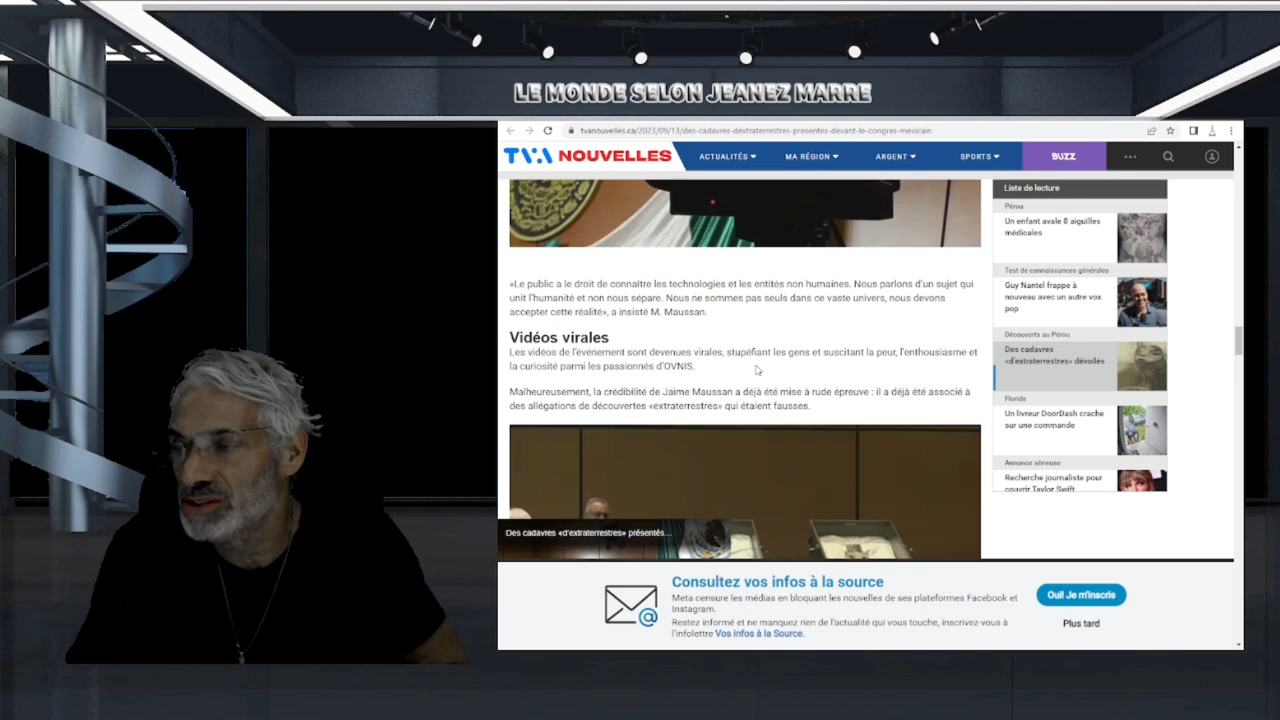 LE MONDE SELON JEANEZ MARRE
tvanouvelles.ca/2023/09/13/des-cadavres-dextraterrestres-presentes-devant-le-congres-mexicain
TVA NOUVELLES
ACTUALITÉS
MA RÉGION
ARGENT
SPORTS
BUZZ
«Le public a le droit de connaître les technologies et les entités non humaines. Nous parlons d'un sujet qui
unit l'humanité et non nous sépare. Nous ne sommes pas seuls dans ce vaste univers, nous devons
accepter cette réalité», a insisté M. Maussan.
Vidéos virales
Les vidéos de l'événement sont devenues virales, stupéfiant les gens et suscitant la peur, l'enthousiasme et
la curiosité parmi les passionnés d'OVNIS.
Malheureusement, la crédibilité de Jaime Maussan a déjà été mise à rude épreuve : il a déjà été associé à
des allégations de découvertes «extraterrestres» qui étaient fausses.
Des cadavres «d'extraterrestres» présentés...
Liste de lecture
Pérou
Un enfant avale 8 aiguilles
médicales
Test de connaissances générales
Guy Nantel frappe à
nouveau avec un autre vox
pop
Découverts au Pérou
Des cadavres
«d'extraterrestres» dévoilés
Floride
Un livreur DoorDash crache
sur une commande
Annonce sérieuse
Recherche journaliste pour
couvrir Taylor Swift
Consultez vos infos à la source
Meta censure les médias en bloquant les nouvelles de ses plateformes Facebook et
Instagram.
Restez informé et ne manquez rien de l'actualité qui vous touche, inscrivez-vous à
l'infolettre Vos infos à la Source.
Oui! Je m'inscris
Plus tard